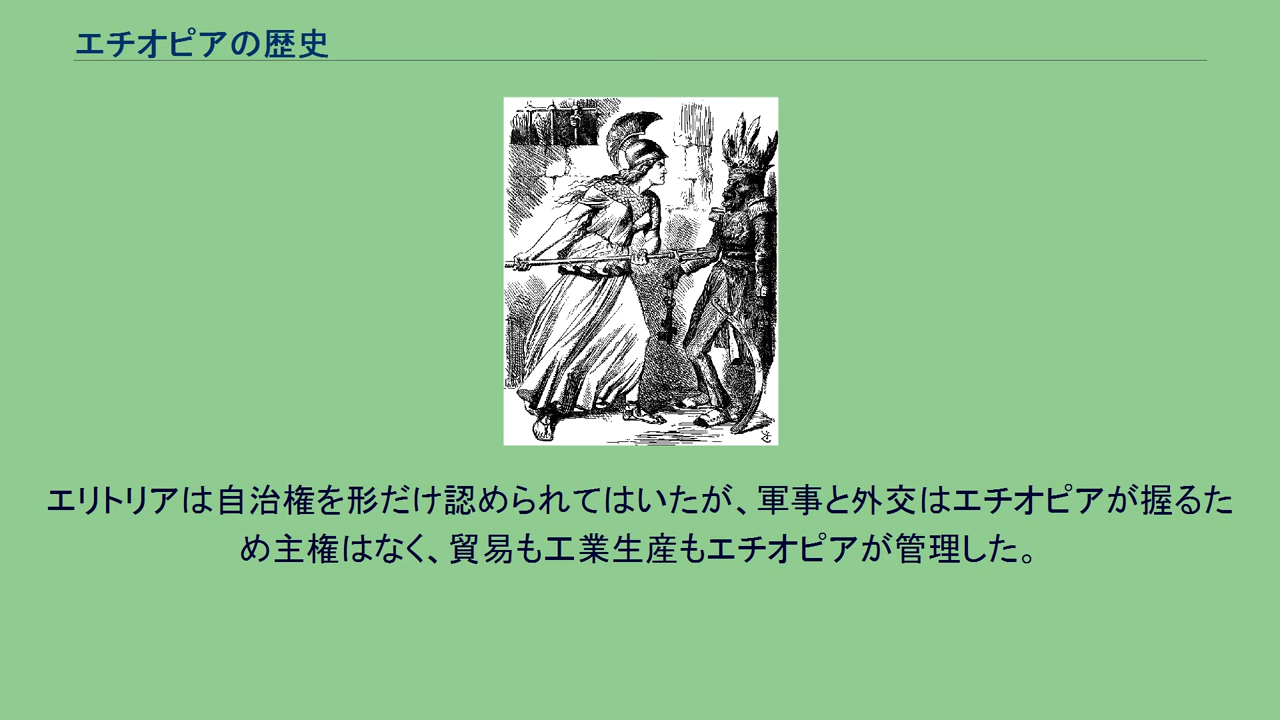 エチオピアの歴史
エリトリアは自治権を形だけ認められてはいたが、軍事と外交はエチオピアが握るた
め主権はなく、貿易も工業生産もエチオピアが管理した。